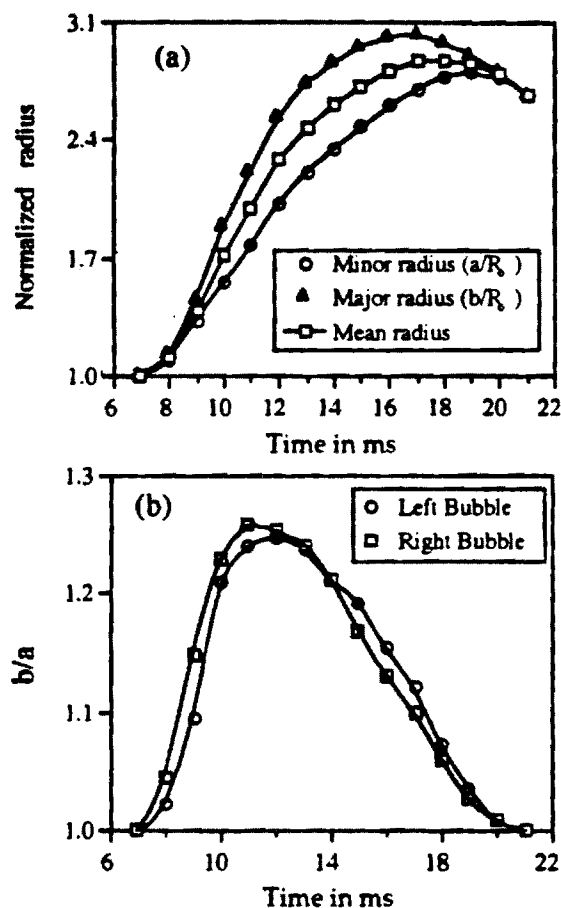 (a)
Normalized radius
3.1
2.4
1.7
1.0
Minor radius (a/R₀ )
Major radius (b/R₀ )
Mean radius
6 8 10 12 14 16 18 20 22
Time in ms
(b)
b/a
1.3
1.2
1.1
1.0
Left Bubble
Right Bubble
6 10 14 18 22
Time in ms